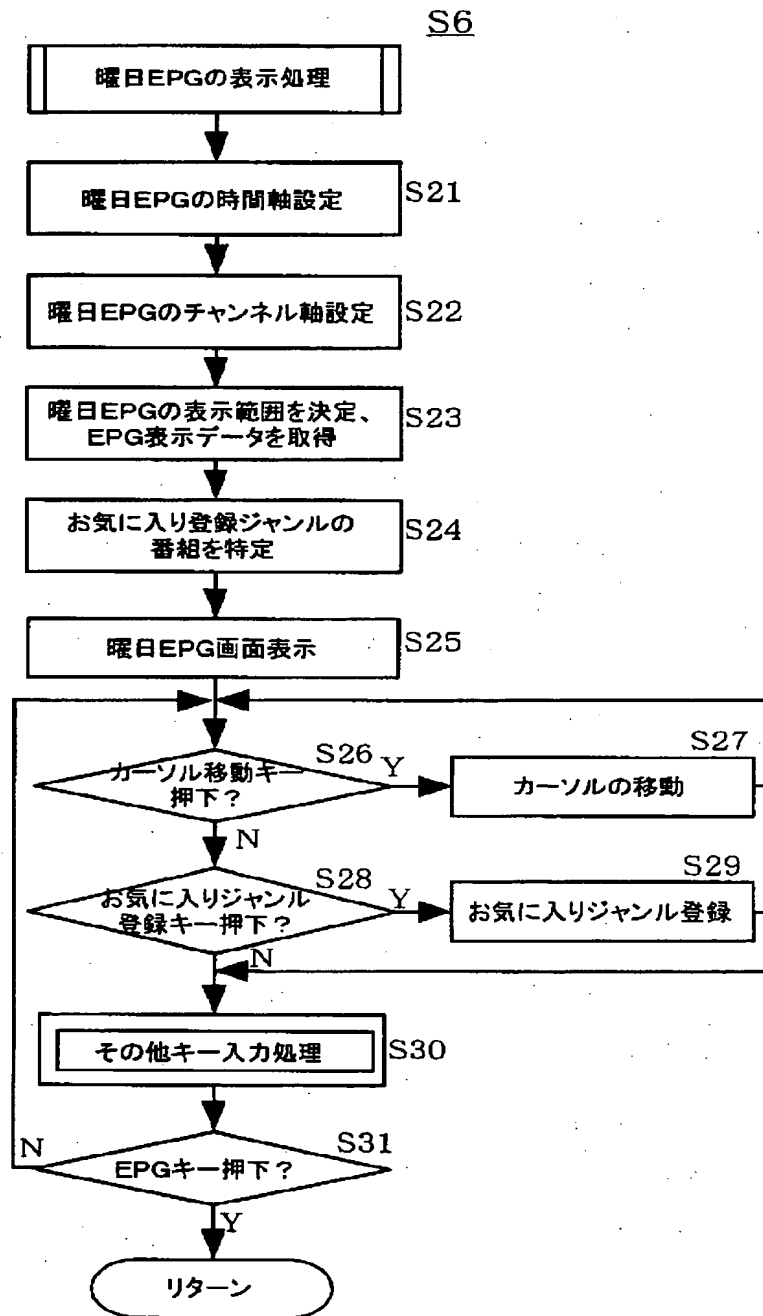 S6
曜日EPGの表示処理
曜日EPGの時間軸設定
S21
曜日EPGのチャンネル軸設定
S22
曜日EPGの表示範囲を決定、
EPG表示データを取得
S23
お気に入り登録ジャンルの
番組を特定
S24
曜日EPG画面表示
S25
カーソル移動キー
押下?
S26
Y
カーソルの移動
S27
N
お気に入りジャンル
登録キー押下?
S28
Y
お気に入りジャンル登録
S29
N
その他キー入力処理
S30
EPGキー押下?
S31
N
Y
リターン